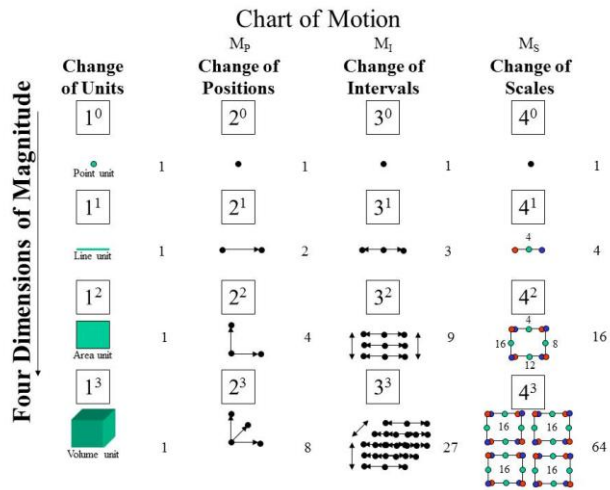 Chart of Motion
M_P M_I M_S
Change of Units Change of Positions Change of Intervals Change of Scales
Four Dimensions of Magnitude
1⁰ 2⁰ 3⁰ 4⁰
Point unit 1 1 1 1
1¹ 2¹ 3¹ 4¹
4
Line unit 1 2 3 4
1² 2² 3² 4²
4
1 4 9 16 8 16
Area unit 12
1³ 2³ 3³ 4³
16 16
1 8 27 64
Volume unit 16 16